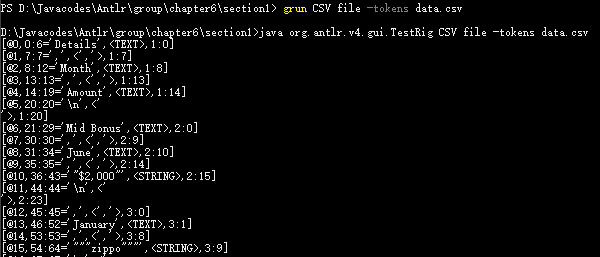 PS D:\Javacodes\Antlr\group\chapter6\section1> grun CSV file -tokens data.csv
D:\Javacodes\Antlr\group\chapter6\section1>java org.antlr.v4.gui.TestRig CSV file -tokens data.csv
[@0,0:6='Details',<TEXT>,1:0]
[@1,7:7=',',<','>,1:7]
[@2,8:12='Month',<TEXT>,1:8]
[@3,13:13=',',<','>,1:13]
[@4,14:19='Amount',<TEXT>,1:14]
[@5,20:20='\n',<'
'>,1:20]
[@6,21:29='Mid Bonus',<TEXT>,2:0]
[@7,30:30=',',<','>,2:9]
[@8,31:34='June',<TEXT>,2:10]
[@9,35:35=',',<','>,2:14]
[@10,36:43='"$2,000"',<STRING>,2:15]
[@11,44:44='\n',<'
'>,2:23]
[@12,45:45=',',<','>,3:0]
[@13,46:52='January',<TEXT>,3:1]
[@14,53:53=',',<','>,3:8]
[@15,54:64='"""zippo"""',<STRING>,3:9]